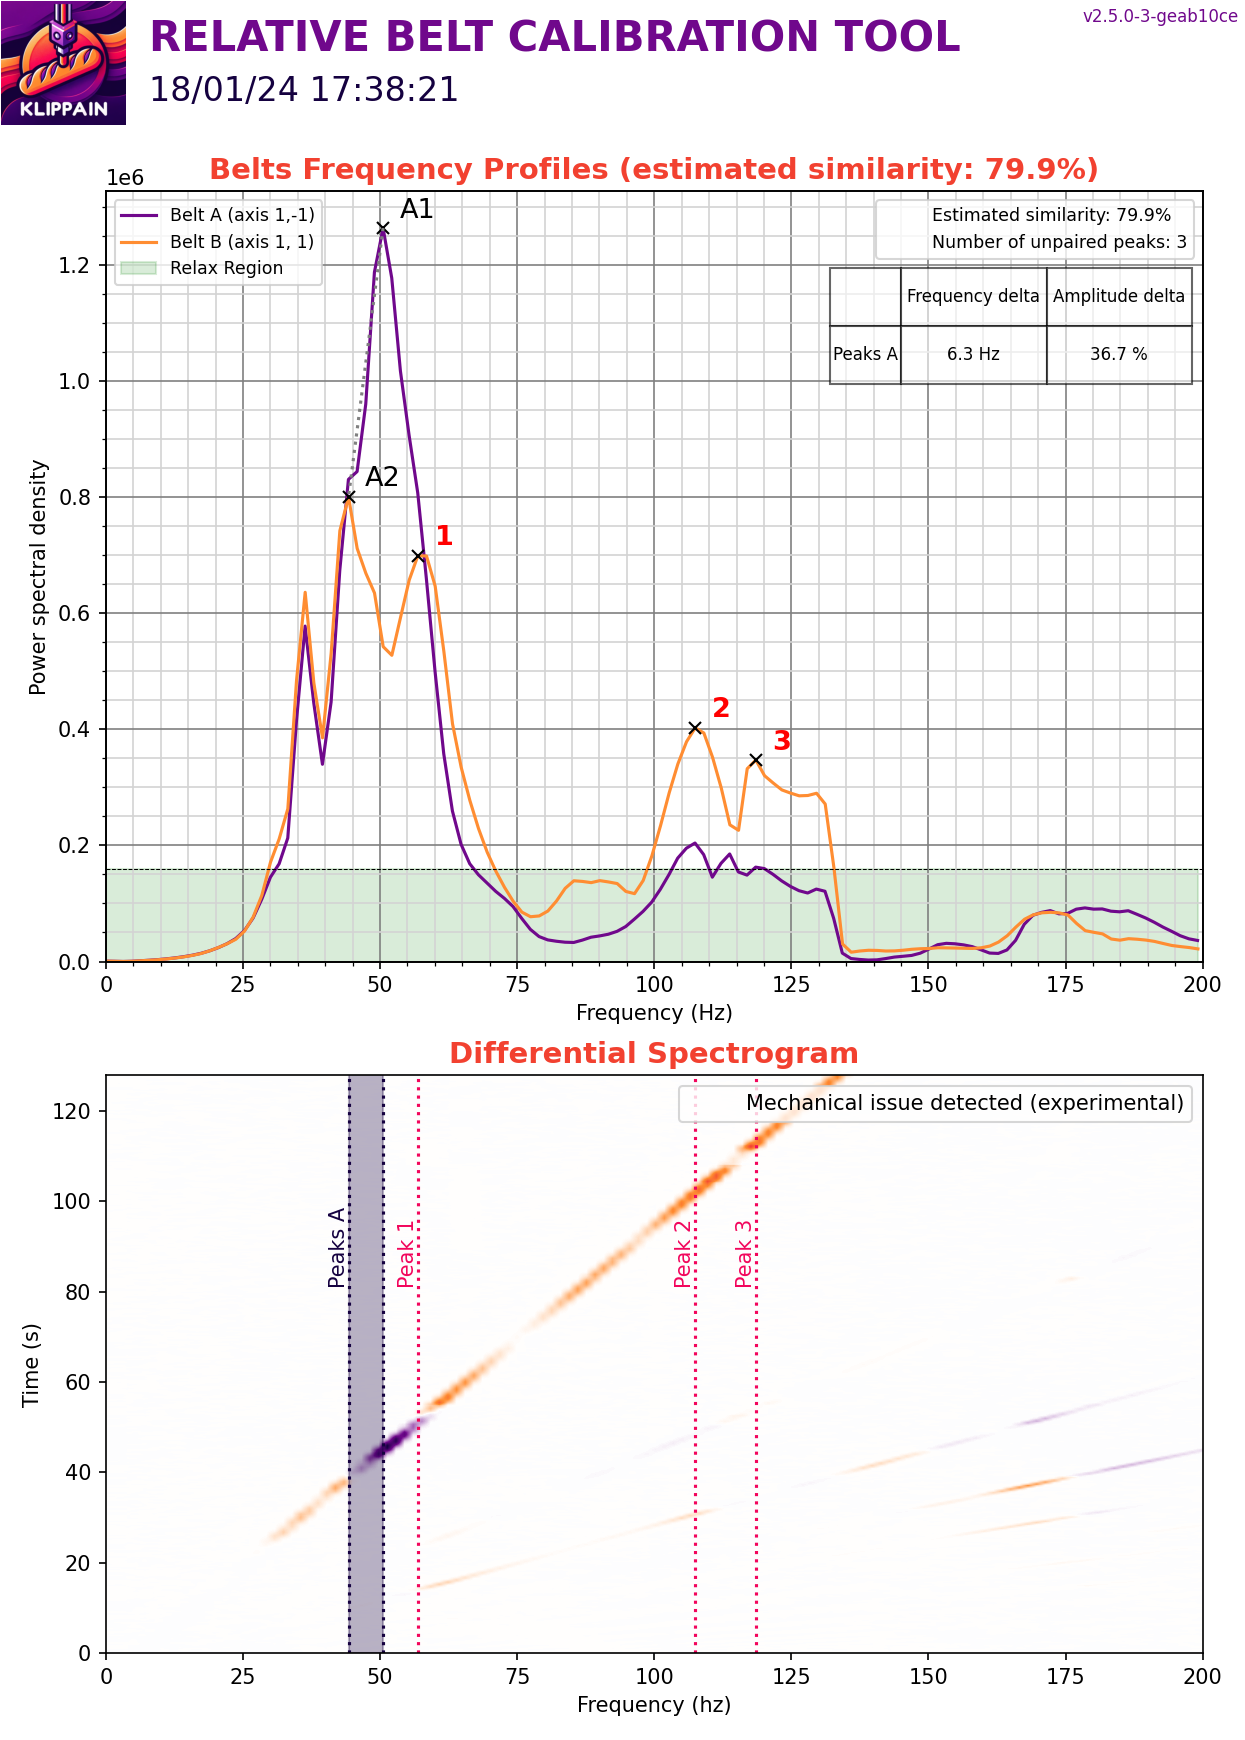 v2.5.0-3-geab10ce
RELATIVE BELT CALIBRATION TOOL
18/01/24 17:38:21
KLIPPAIN
Belts Frequency Profiles (estimated similarity: 79.9%)
1e6
Belt A (axis 1,-1)
Belt B (axis 1, 1)
Relax Region
Estimated similarity: 79.9%
Number of unpaired peaks: 3
Frequency delta Amplitude delta
Peaks A 6.3 Hz 36.7 %
A1
A2
1
2
3
Power spectral density
1.2
1.0
0.8
0.6
0.4
0.2
0.0
0 25 50 75 100 125 150 175 200
Frequency (Hz)
Differential Spectrogram
Mechanical issue detected (experimental)
Peaks A
Peak 1
Peak 2
Peak 3
Time (s)
120
100
80
60
40
20
0
0 25 50 75 100 125 150 175 200
Frequency (hz)